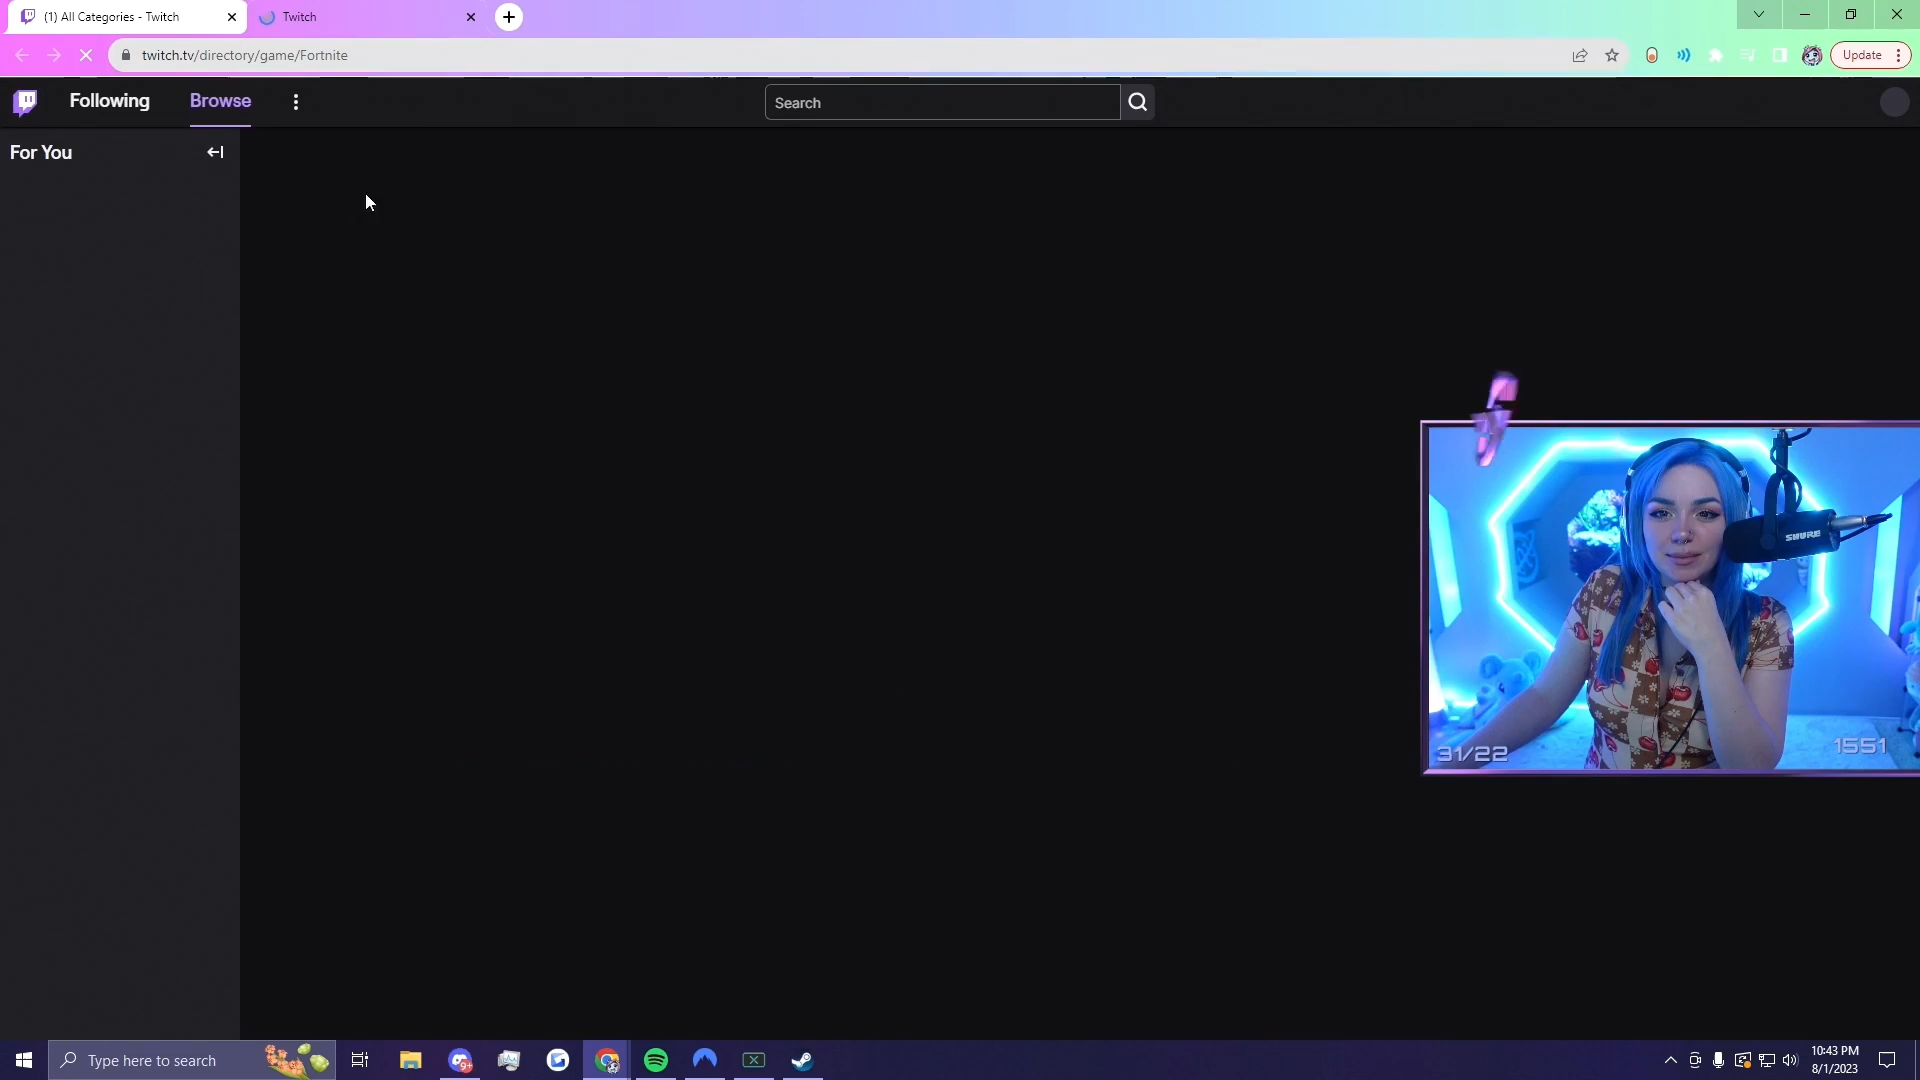 (1) All Categories - Twitch
Twitch
twitch.tv/directory/game/Fortnite
Update
Following
Browse
Search
For You
SHURE
31/22
1551
Type here to search
9+
10:43 PM
8/1/2023